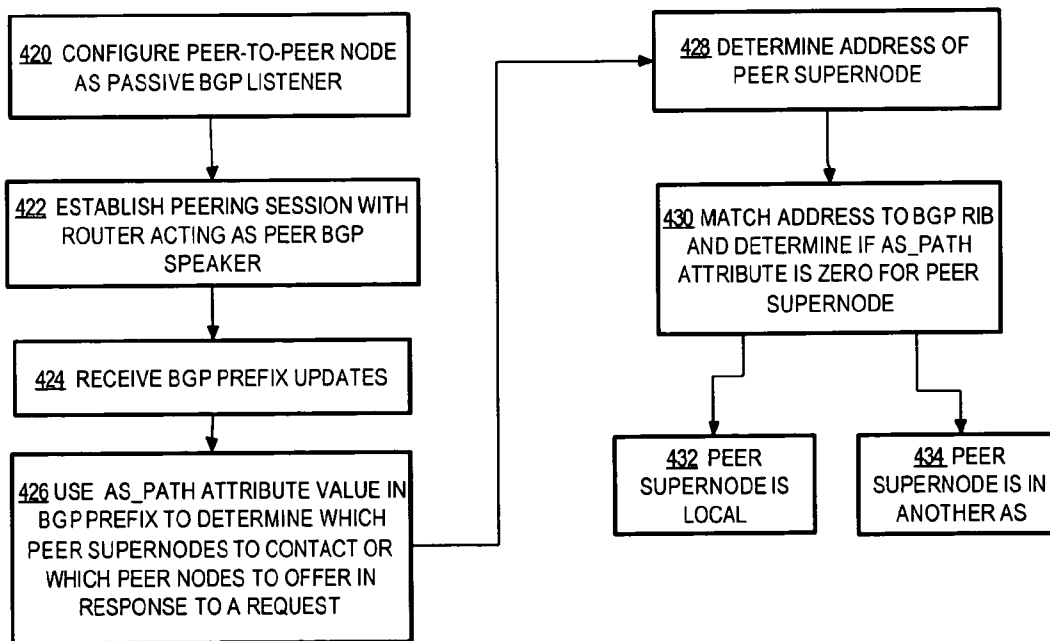 420 CONFIGURE PEER-TO-PEER NODE
AS PASSIVE BGP LISTENER
422 ESTABLISH PEERING SESSION WITH
ROUTER ACTING AS PEER BGP
SPEAKER
424 RECEIVE BGP PREFIX UPDATES
426 USE AS_PATH ATTRIBUTE VALUE IN
BGP PREFIX TO DETERMINE WHICH
PEER SUPERNODES TO CONTACT OR
WHICH PEER NODES TO OFFER IN
RESPONSE TO A REQUEST
428 DETERMINE ADDRESS OF
PEER SUPERNODE
430 MATCH ADDRESS TO BGP RIB
AND DETERMINE IF AS_PATH
ATTRIBUTE IS ZERO FOR PEER
SUPERNODE
432 PEER
SUPERNODE IS
LOCAL
434 PEER
SUPERNODE IS IN
ANOTHER AS